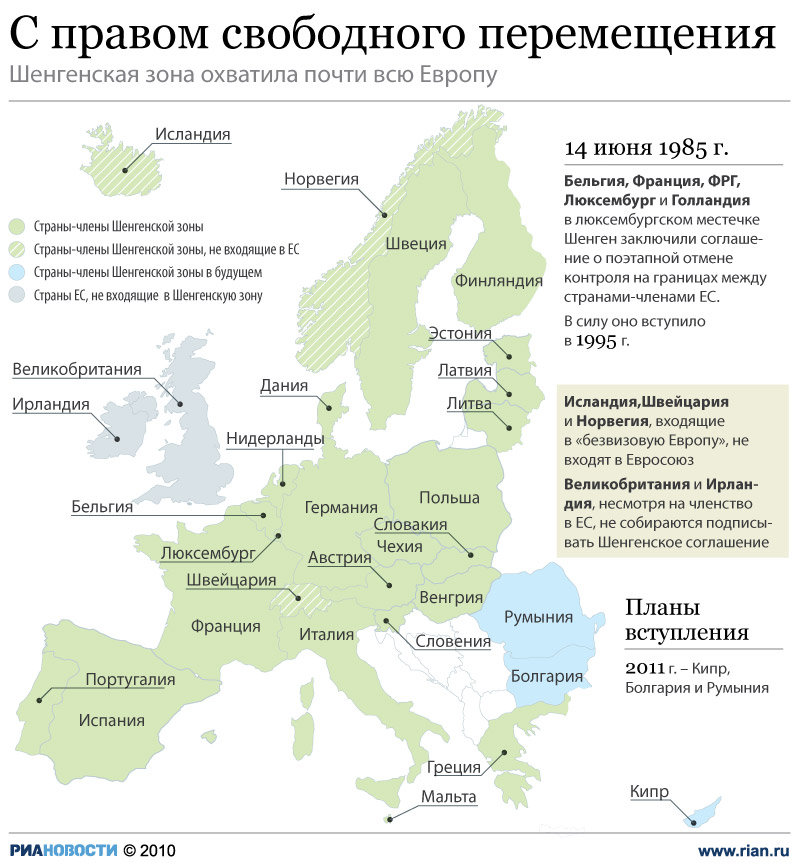 С правом свободного перемещения
Шенгенская зона охватила почти всю Европу
Исландия
Норвегия
Швеция
Финляндия
Страны-члены Шенгенской зоны
Страны-члены Шенгенской зоны, не входящие в ЕС
Страны-члены Шенгенской зоны в будущем
Страны ЕС, не входящие в Шенгенскую зону
14 июня 1985 г.
Бельгия, Франция, ФРГ,
Люксембург и Голландия
в люксембургском местечке
Шенген заключили соглаше-
ние о поэтапной отмене
контроля на границах между
странами-членами ЕС.
В силу оно вступило
в 1995 г.
Эстония
Латвия
Литва
Великобритания
Ирландия
Дания
Нидерланды
Бельгия
Германия
Польша
Словакия
Чехия
Люксембург
Австрия
Швейцария
Венгрия
Франция
Италия
Словения
Румыния
Болгария
Португалия
Испания
Греция
Мальта
Кипр
Исландия,Швейцария
и Норвегия, входящие
в «безвизовую Европу», не
входят в Евросоюз
Великобритания и Ирлан-
дия, несмотря на членство
в ЕС, не собираются подписы-
вать Шенгенское соглашение
Планы
вступления
2011 г. – Кипр,
Болгария и Румыния
РИАНОВОСТИ © 2010
www.rian.ru